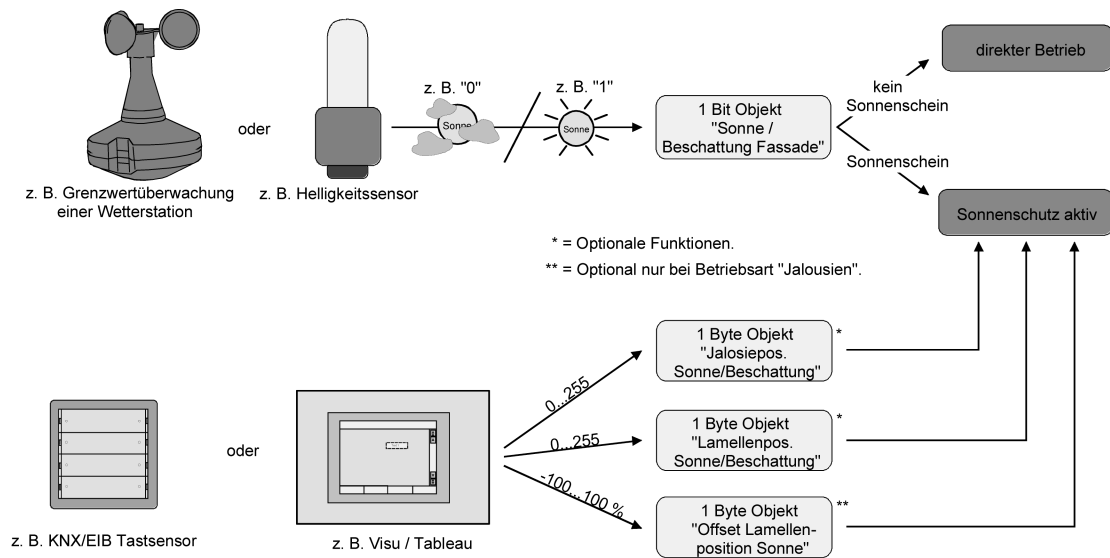 z. B. "0"
z. B. "1"
direkter Betrieb
oder
Sonne
Sonne
1 Bit Objekt
"Sonne /
Beschattung Fassade"
kein
Sonnenschein
Sonnenschein
z. B. Grenzwertüberwachung
einer Wetterstation
z. B. Helligkeitssensor
Sonnenschutz aktiv
* = Optionale Funktionen.
** = Optional nur bei Betriebsart "Jalousien".
1 Byte Objekt
"Jalosiepos.
Sonne/Beschattung"
*
0...255
oder
0...255
1 Byte Objekt
"Lamellenpos.
Sonne/Beschattung"
*
-100...100 %
1 Byte Objekt
"Offset Lamellen-
position Sonne"
**
z. B. KNX/EIB Tastsensor
z. B. Visu / Tableau